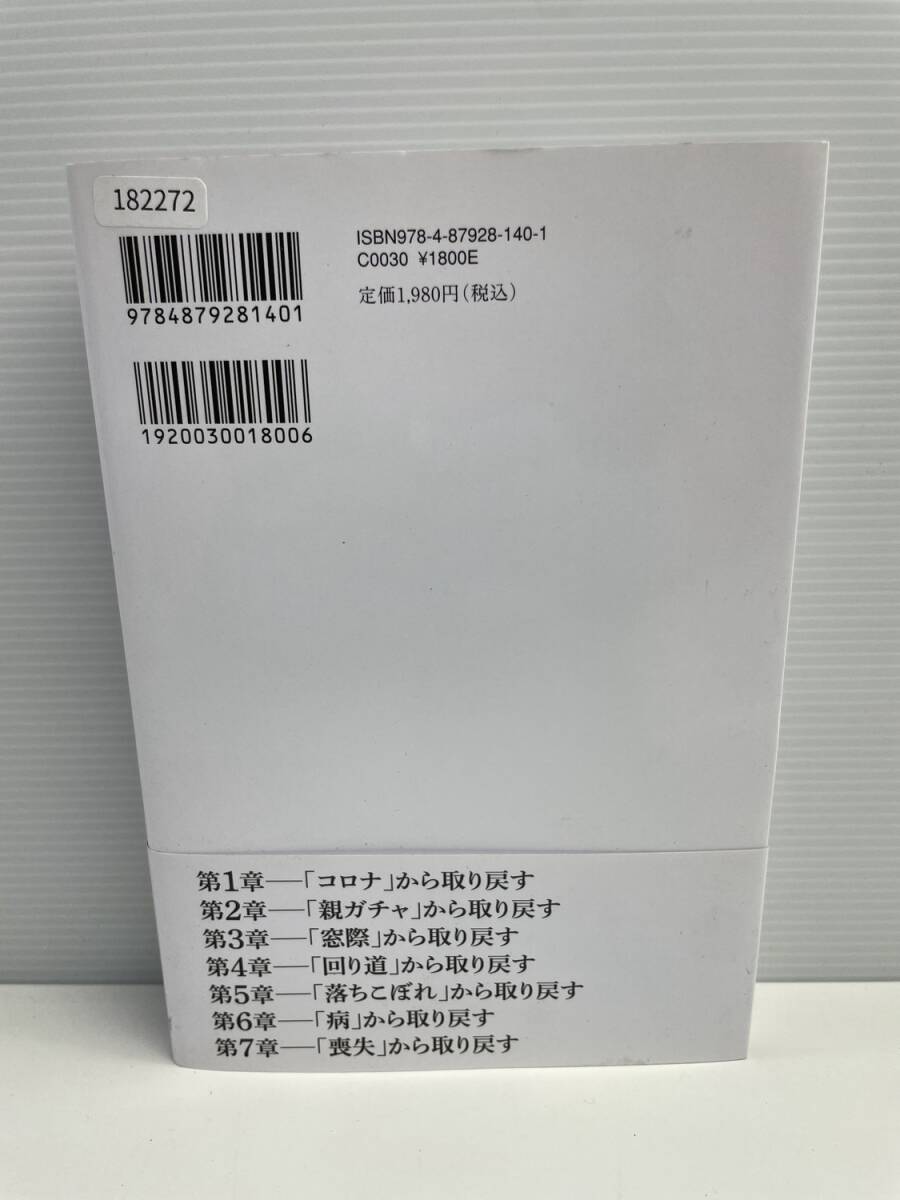 182272
ISBN978-4-87928-140-1
C0030 ¥1800E
定価1,980円(税込)
9784879281401
1920030018006
第1章──「コロナ」から取り戻す
第2章──「親ガチャ」から取り戻す
第3章──「窓際」から取り戻す
第4章──「回り道」から取り戻す
第5章──「落ちこぼれ」から取り戻す
第6章──「病」から取り戻す
第7章──「喪失」から取り戻す